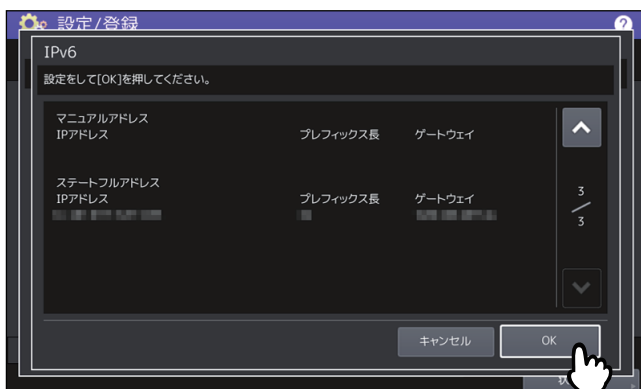 設定/登録
?
IPv6
設定をして[OK]を押してください。
マニュアルアドレス
IPアドレス プレフィックス長 ゲートウェイ
ステートフルアドレス
IPアドレス プレフィックス長 ゲートウェイ
3
3
キャンセル OK